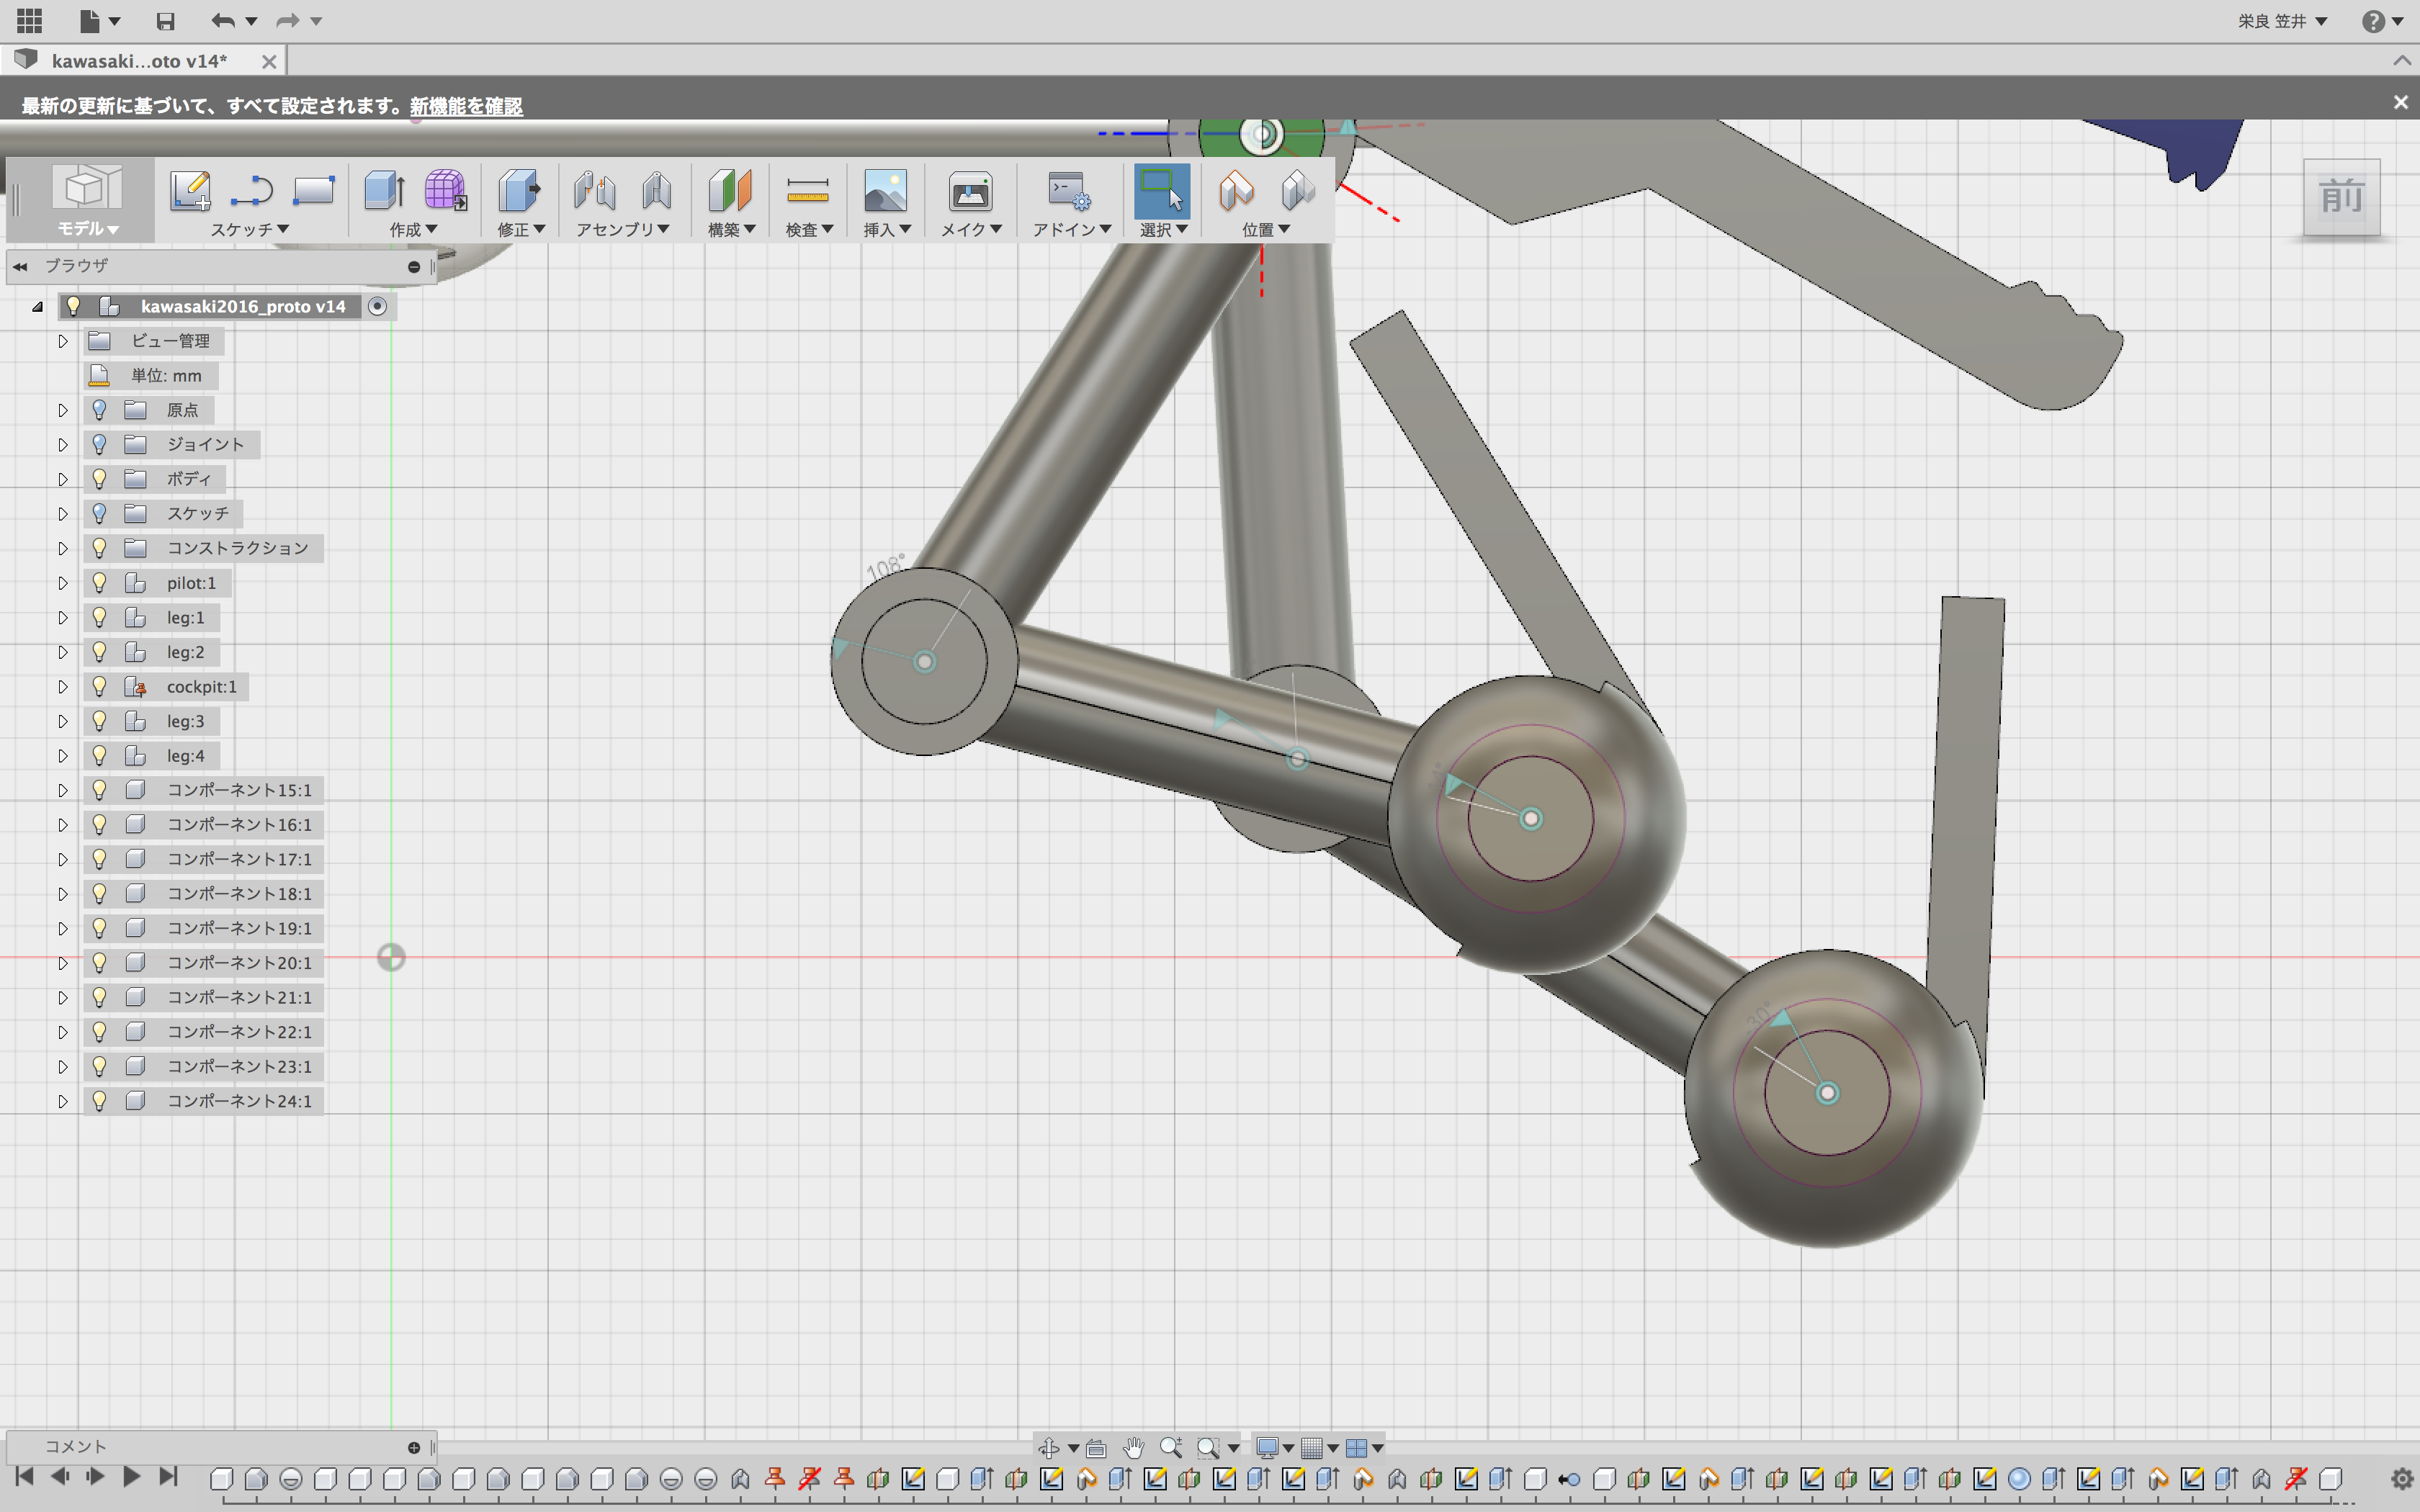 栄良 笠井
?
kawasaki...oto v14*
最新の更新に基づいて、すべて設定されます。新機能を確認
モデル スケッチ 作成 修正 アセンブリ 構築 検査 挿入 メイク アドイン 選択 位置
前
ブラウザ
kawasaki2016_proto v14
ビュー管理
単位: mm
原点
ジョイント
ボディ
スケッチ
コンストラクション
pilot:1
leg:1
leg:2
cockpit:1
leg:3
leg:4
コンポーネント15:1
コンポーネント16:1
コンポーネント17:1
コンポーネント18:1
コンポーネント19:1
コンポーネント20:1
コンポーネント21:1
コンポーネント22:1
コンポーネント23:1
コンポーネント24:1
108°
30°
コメント